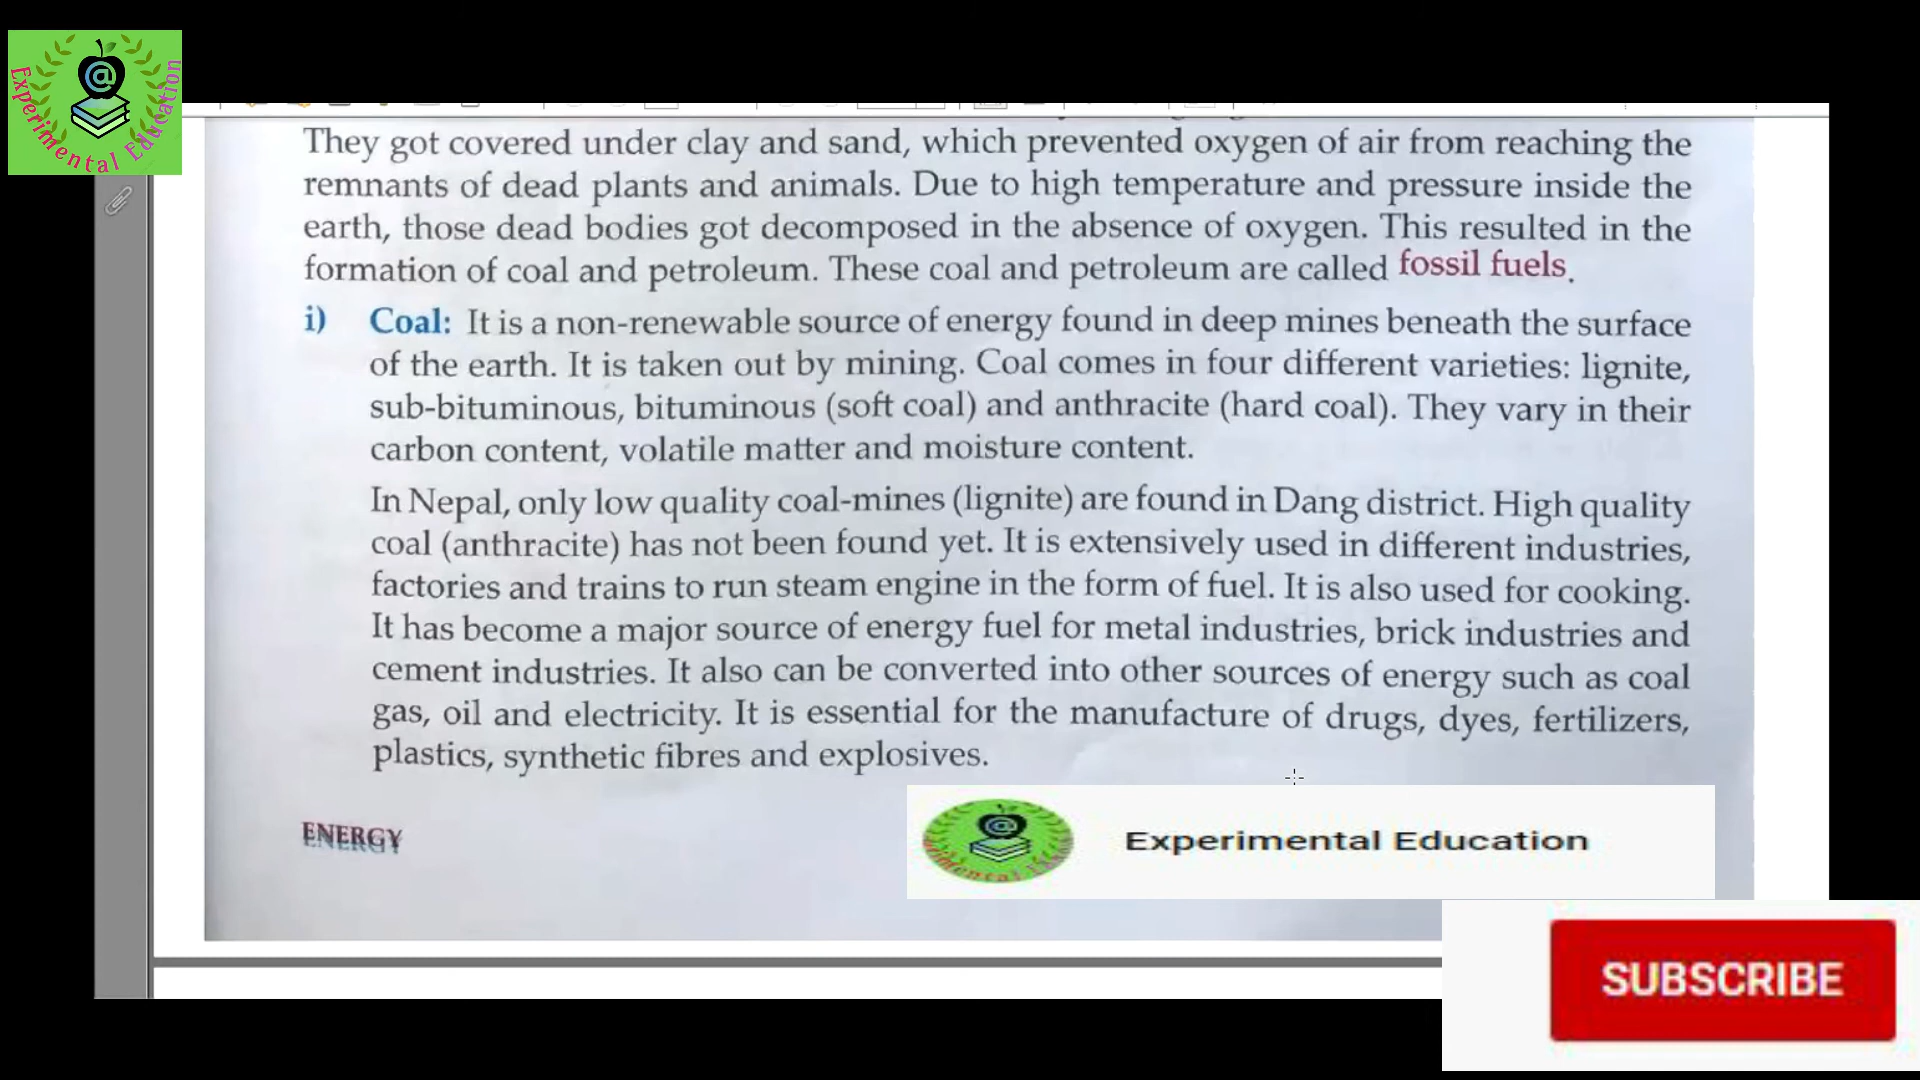 Experimental Education
They got covered under clay and sand, which prevented oxygen of air from reaching the
remnants of dead plants and animals. Due to high temperature and pressure inside the
earth, those dead bodies got decomposed in the absence of oxygen. This resulted in the
formation of coal and petroleum. These coal and petroleum are called fossil fuels.
i) Coal: It is a non-renewable source of energy found in deep mines beneath the surface
of the earth. It is taken out by mining. Coal comes in four different varieties: lignite,
sub-bituminous, bituminous (soft coal) and anthracite (hard coal). They vary in their
carbon content, volatile matter and moisture content.
In Nepal, only low quality coal-mines (lignite) are found in Dang district. High quality
coal (anthracite) has not been found yet. It is extensively used in different industries,
factories and trains to run steam engine in the form of fuel. It is also used for cooking.
It has become a major source of energy fuel for metal industries, brick industries and
cement industries. It also can be converted into other sources of energy such as coal
gas, oil and electricity. It is essential for the manufacture of drugs, dyes, fertilizers,
plastics, synthetic fibres and explosives.
ENERGY
Experimental Education
SUBSCRIBE